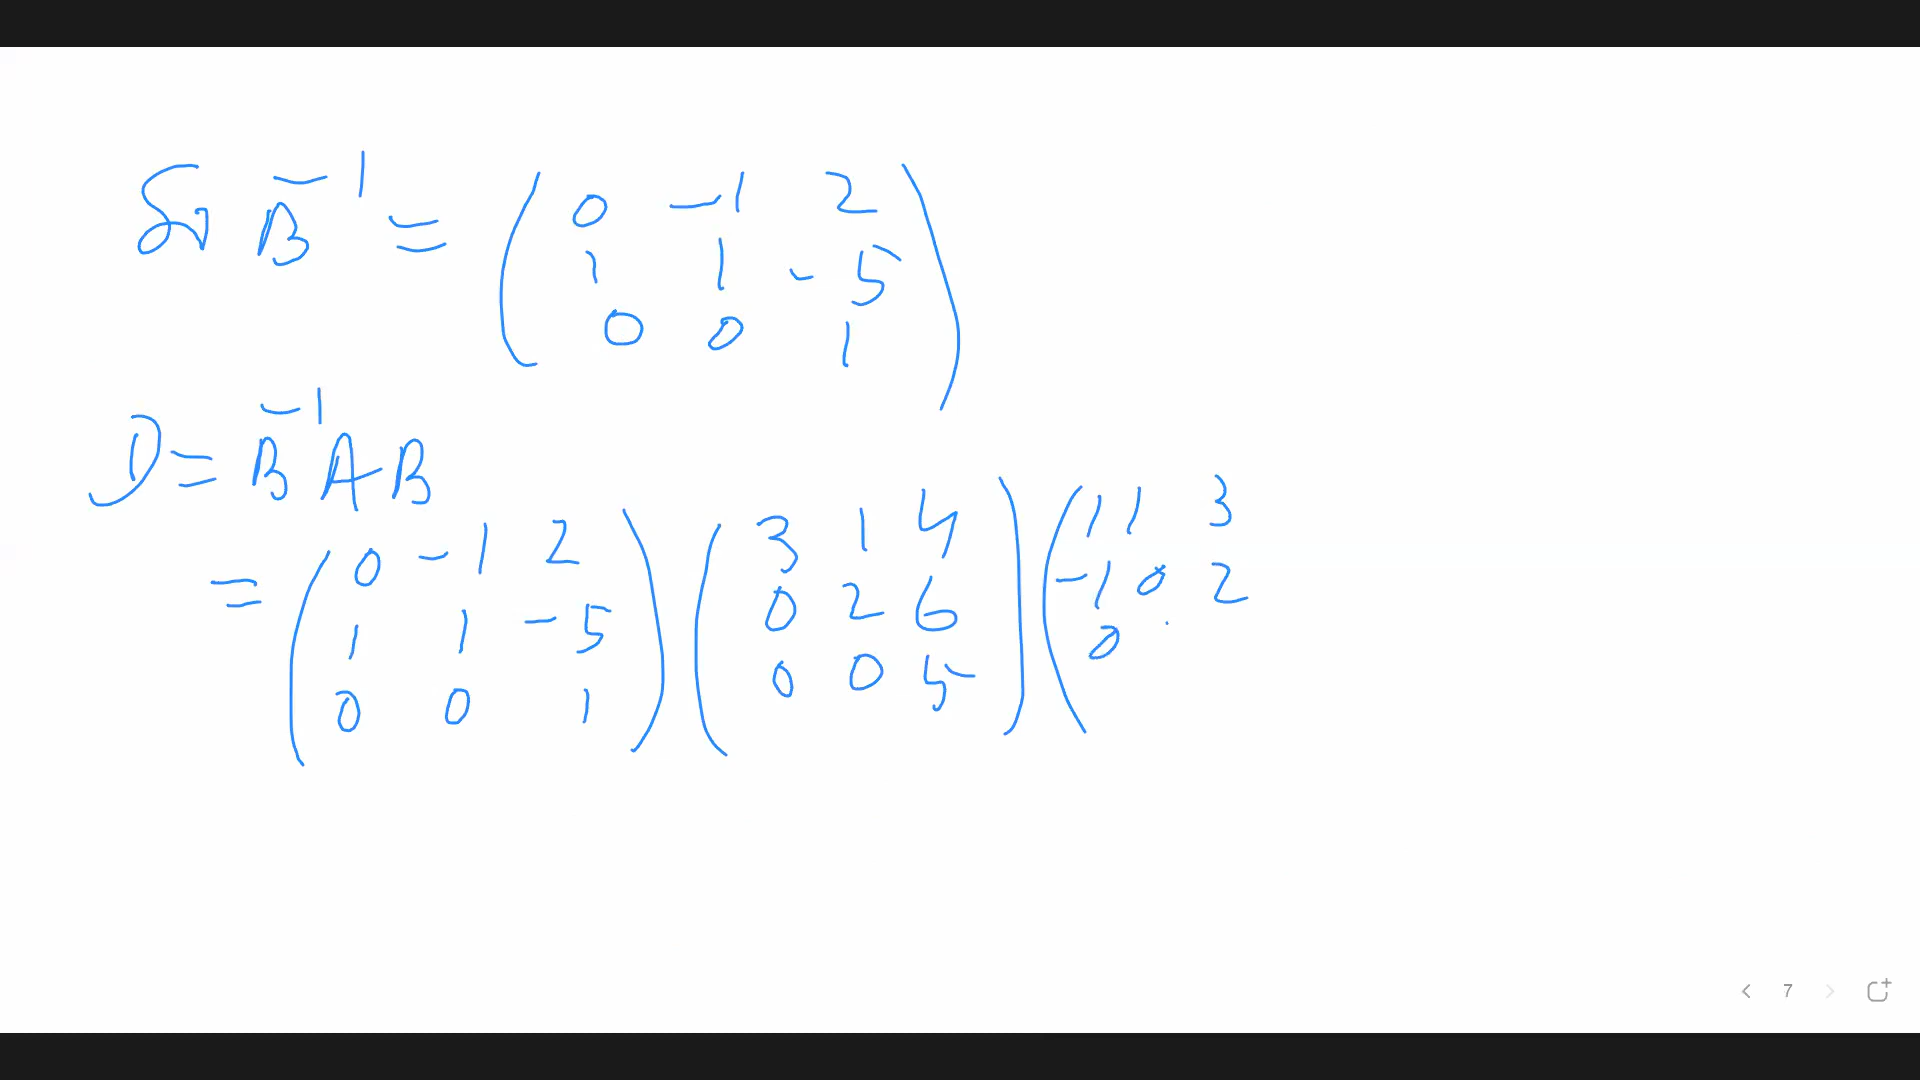 So B⁻¹ = ( 0 -1 2
1 1 -5
0 0 1 )
D = B⁻¹ A B
= ( 0 -1 2 ) ( 3 1 4 ) ( 1 1 3
1 1 -5 0 2 6 -1 0 2
0 0 1 0 0 5 0
7